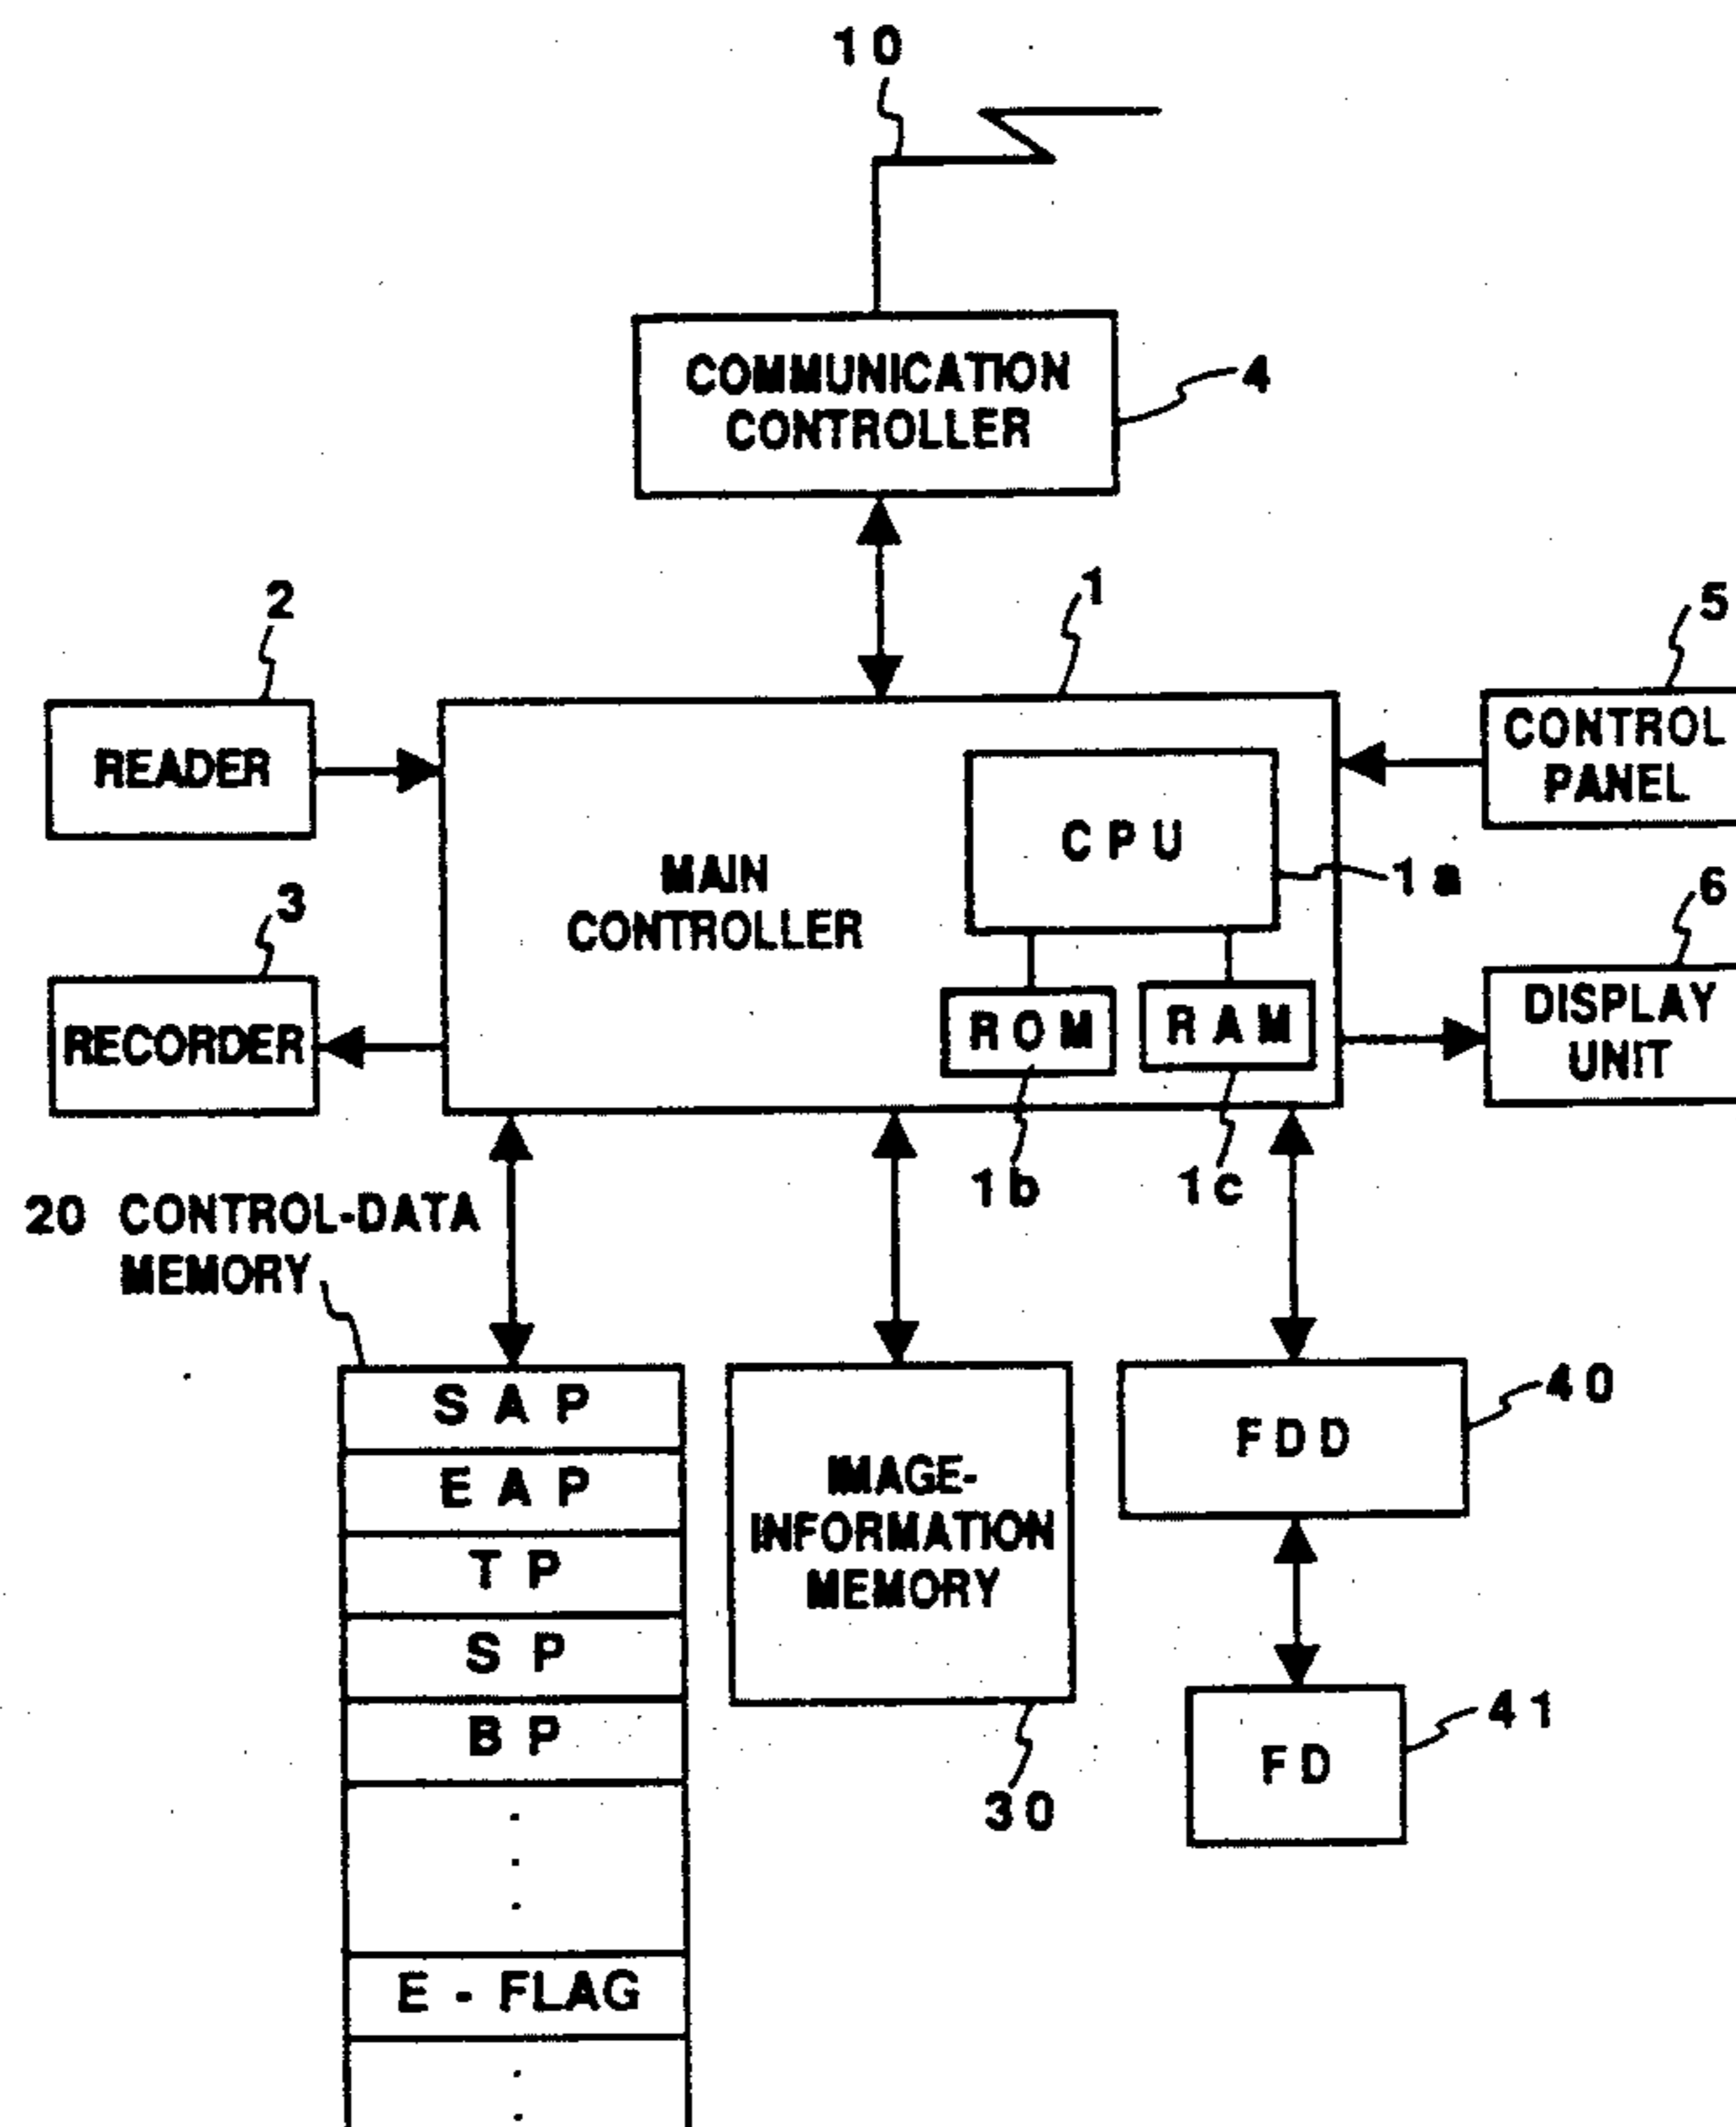 10
COMMUNICATION
CONTROLLER
4
2
1
5
READER
CONTROL
PANEL
CPU
1a
MAIN
CONTROLLER
3
6
RECORDER
ROM
RAM
DISPLAY
UNIT
1b
1c
20 CONTROL-DATA
MEMORY
SAP
EAP
TP
SP
BP
E-FLAG
IMAGE-
INFORMATION
MEMORY
30
FDD
40
FD
41